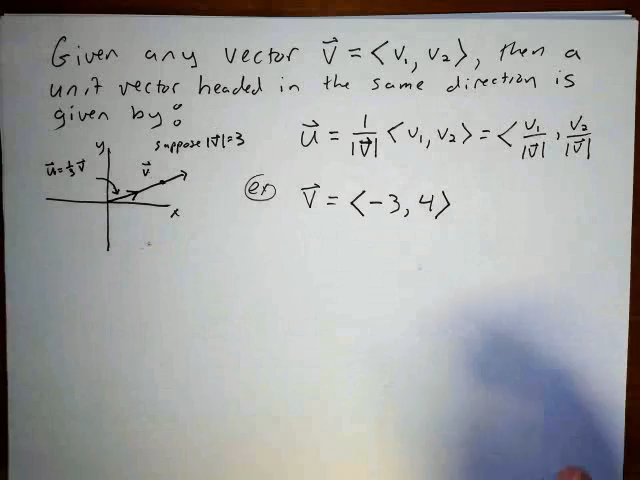 Given any vector v⃗ = <v₁, v₂>, then a
unit vector headed in the same direction is
given by:
u⃗ = 1/|v⃗| <v₁, v₂> = <v₁/|v⃗|, v₂/|v⃗|
suppose |v⃗|=3
y
u⃗=⅓v⃗
v⃗
x
ex
v⃗ = <-3, 4>